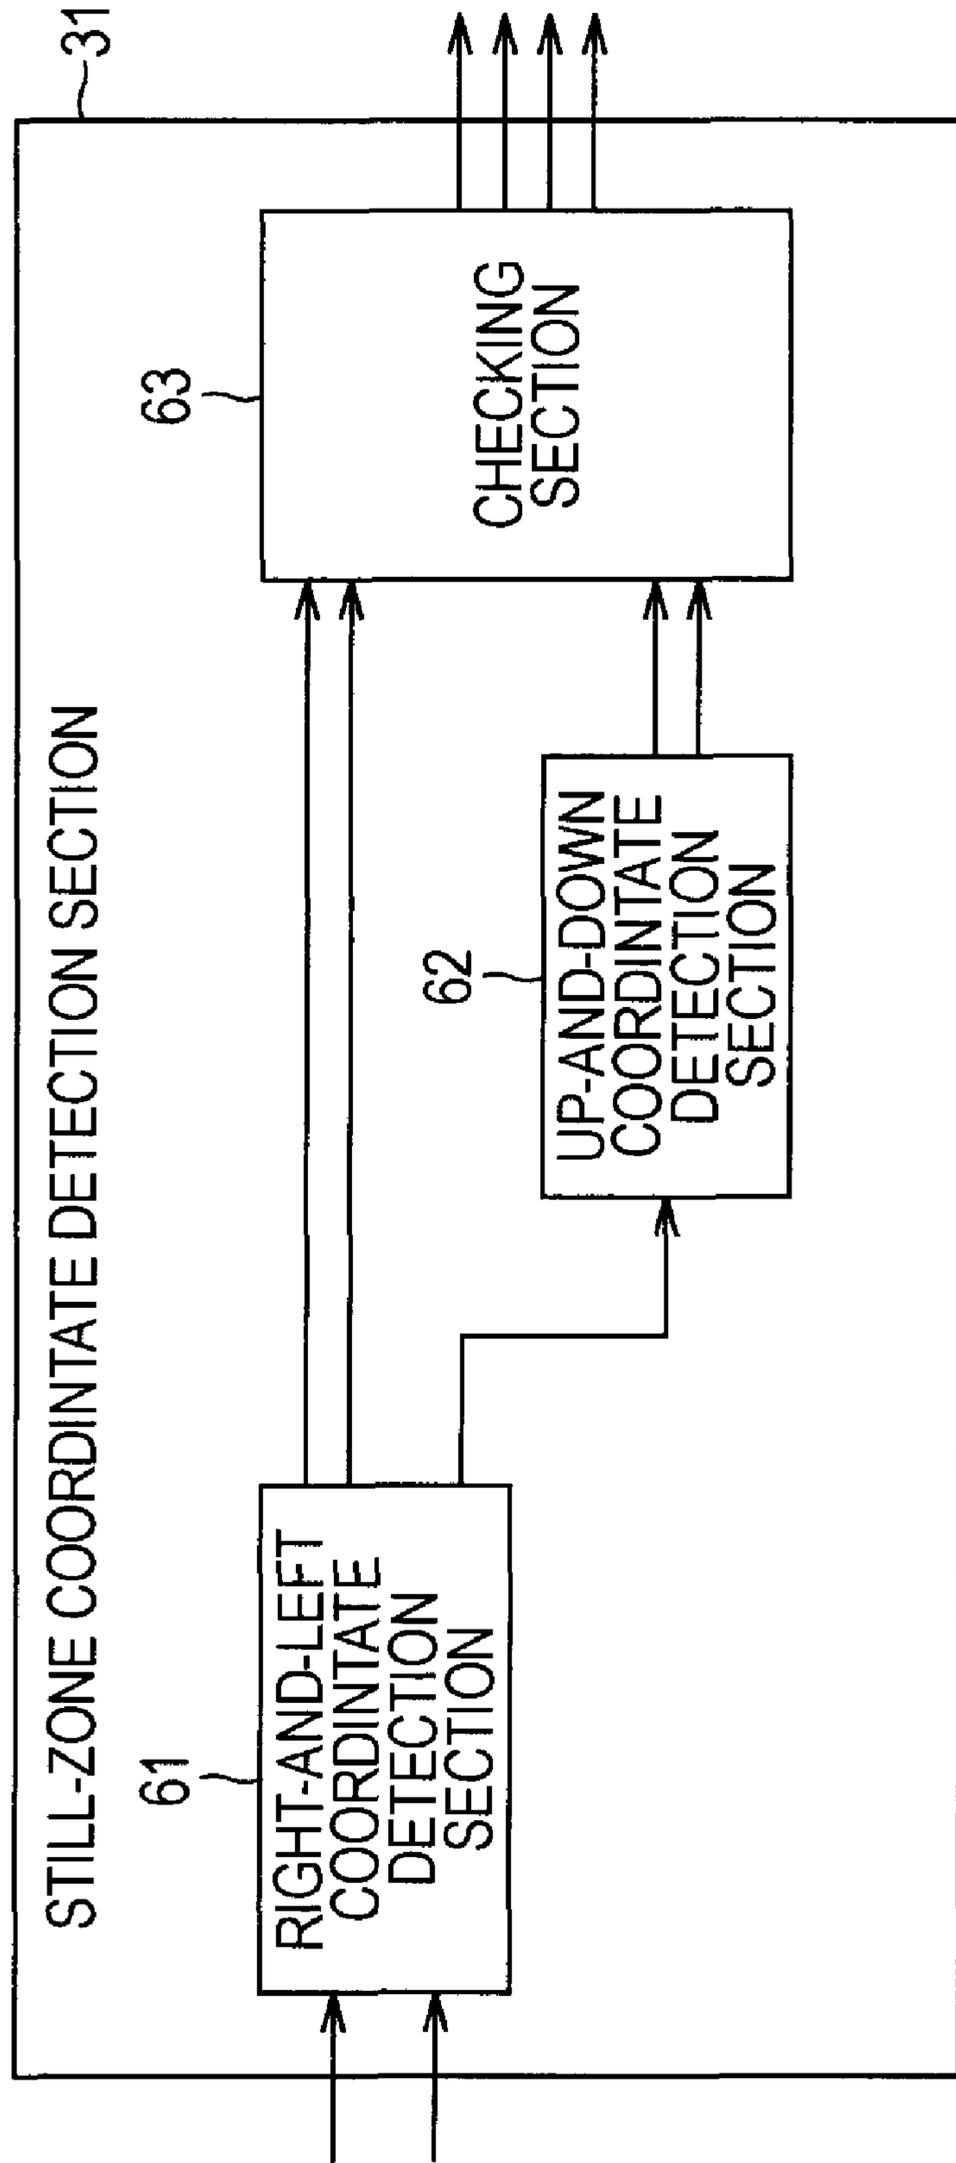 31
STILL-ZONE COORDINTATE DETECTION SECTION
61
RIGHT-AND-LEFT
COORDINTATE
DETECTION
SECTION
62
UP-AND-DOWN
COORDINTATE
DETECTION
SECTION
63
CHECKING
SECTION